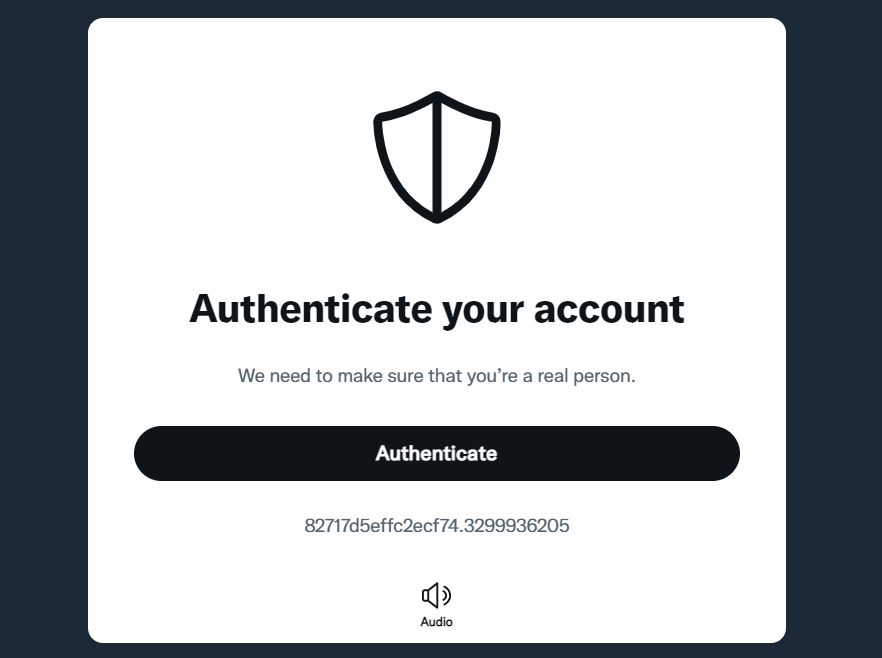 Authenticate your account
We need to make sure that you’re a real person.
Authenticate
82717d5effc2ecf74.3299936205
Audio